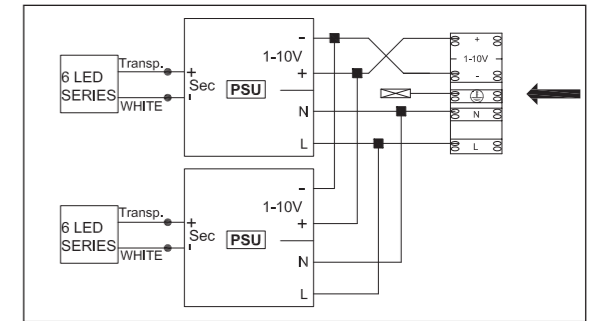 6 LED
SERIES
Transp.
WHITE
+
-
Sec
PSU
-
1-10V
+
N
L
+
1-10V
-
N
L
6 LED
SERIES
Transp.
WHITE
+
-
Sec
PSU
-
1-10V
+
N
L